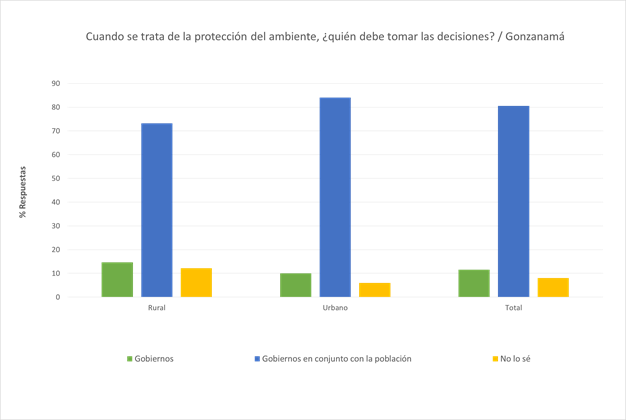 Cuando se trata de la protección del ambiente, ¿quién debe tomar las decisiones? / Gonzanamá
% Respuestas
90
80
70
60
50
40
30
20
10
0
Rural
Urbano
Total
Gobiernos
Gobiernos en conjunto con la población
No lo sé